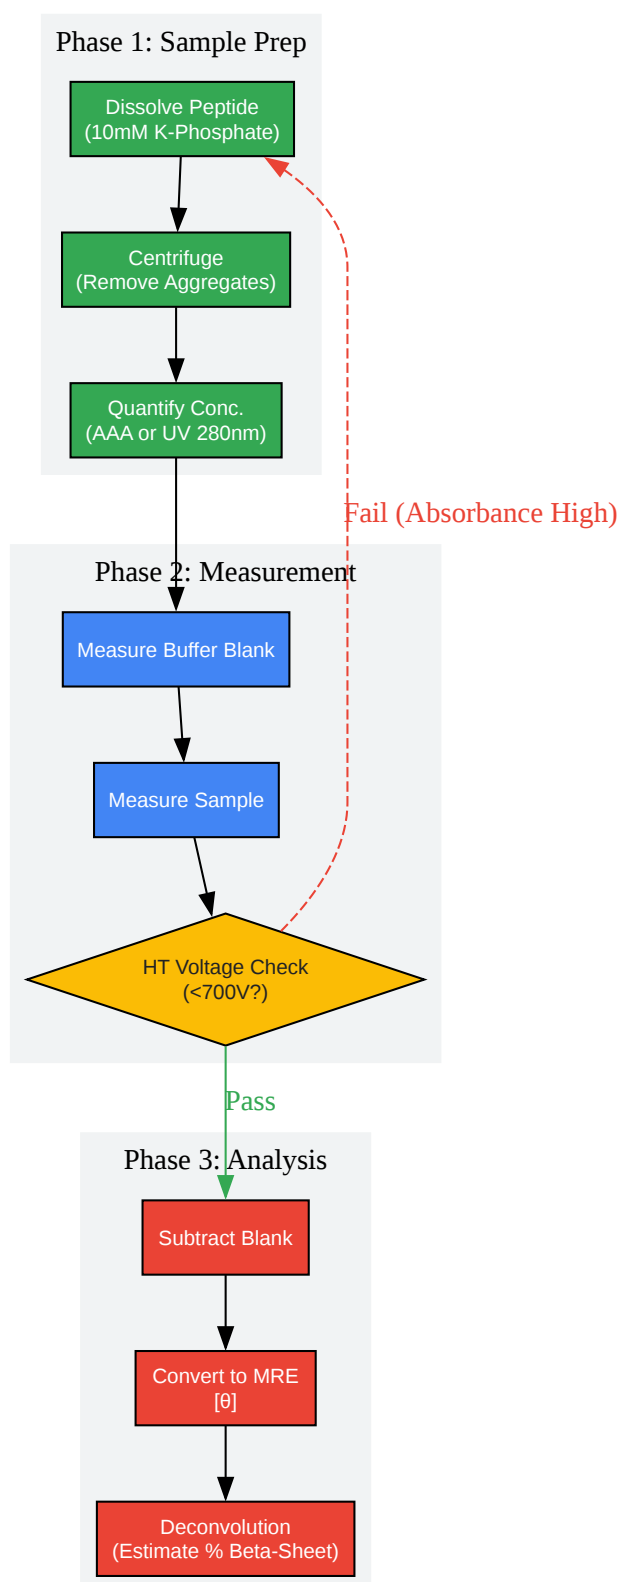 Phase 1: Sample Prep
Dissolve Peptide
(10mM K-Phosphate)
Centrifuge
(Remove Aggregates)
Quantify Conc.
(AAA or UV 280nm)
Fail (Absorbance High)
Phase 2: Measurement
Measure Buffer Blank
Measure Sample
HT Voltage Check
(<700V?)
Pass
Phase 3: Analysis
Subtract Blank
Convert to MRE
[θ]
Deconvolution
(Estimate % Beta-Sheet)